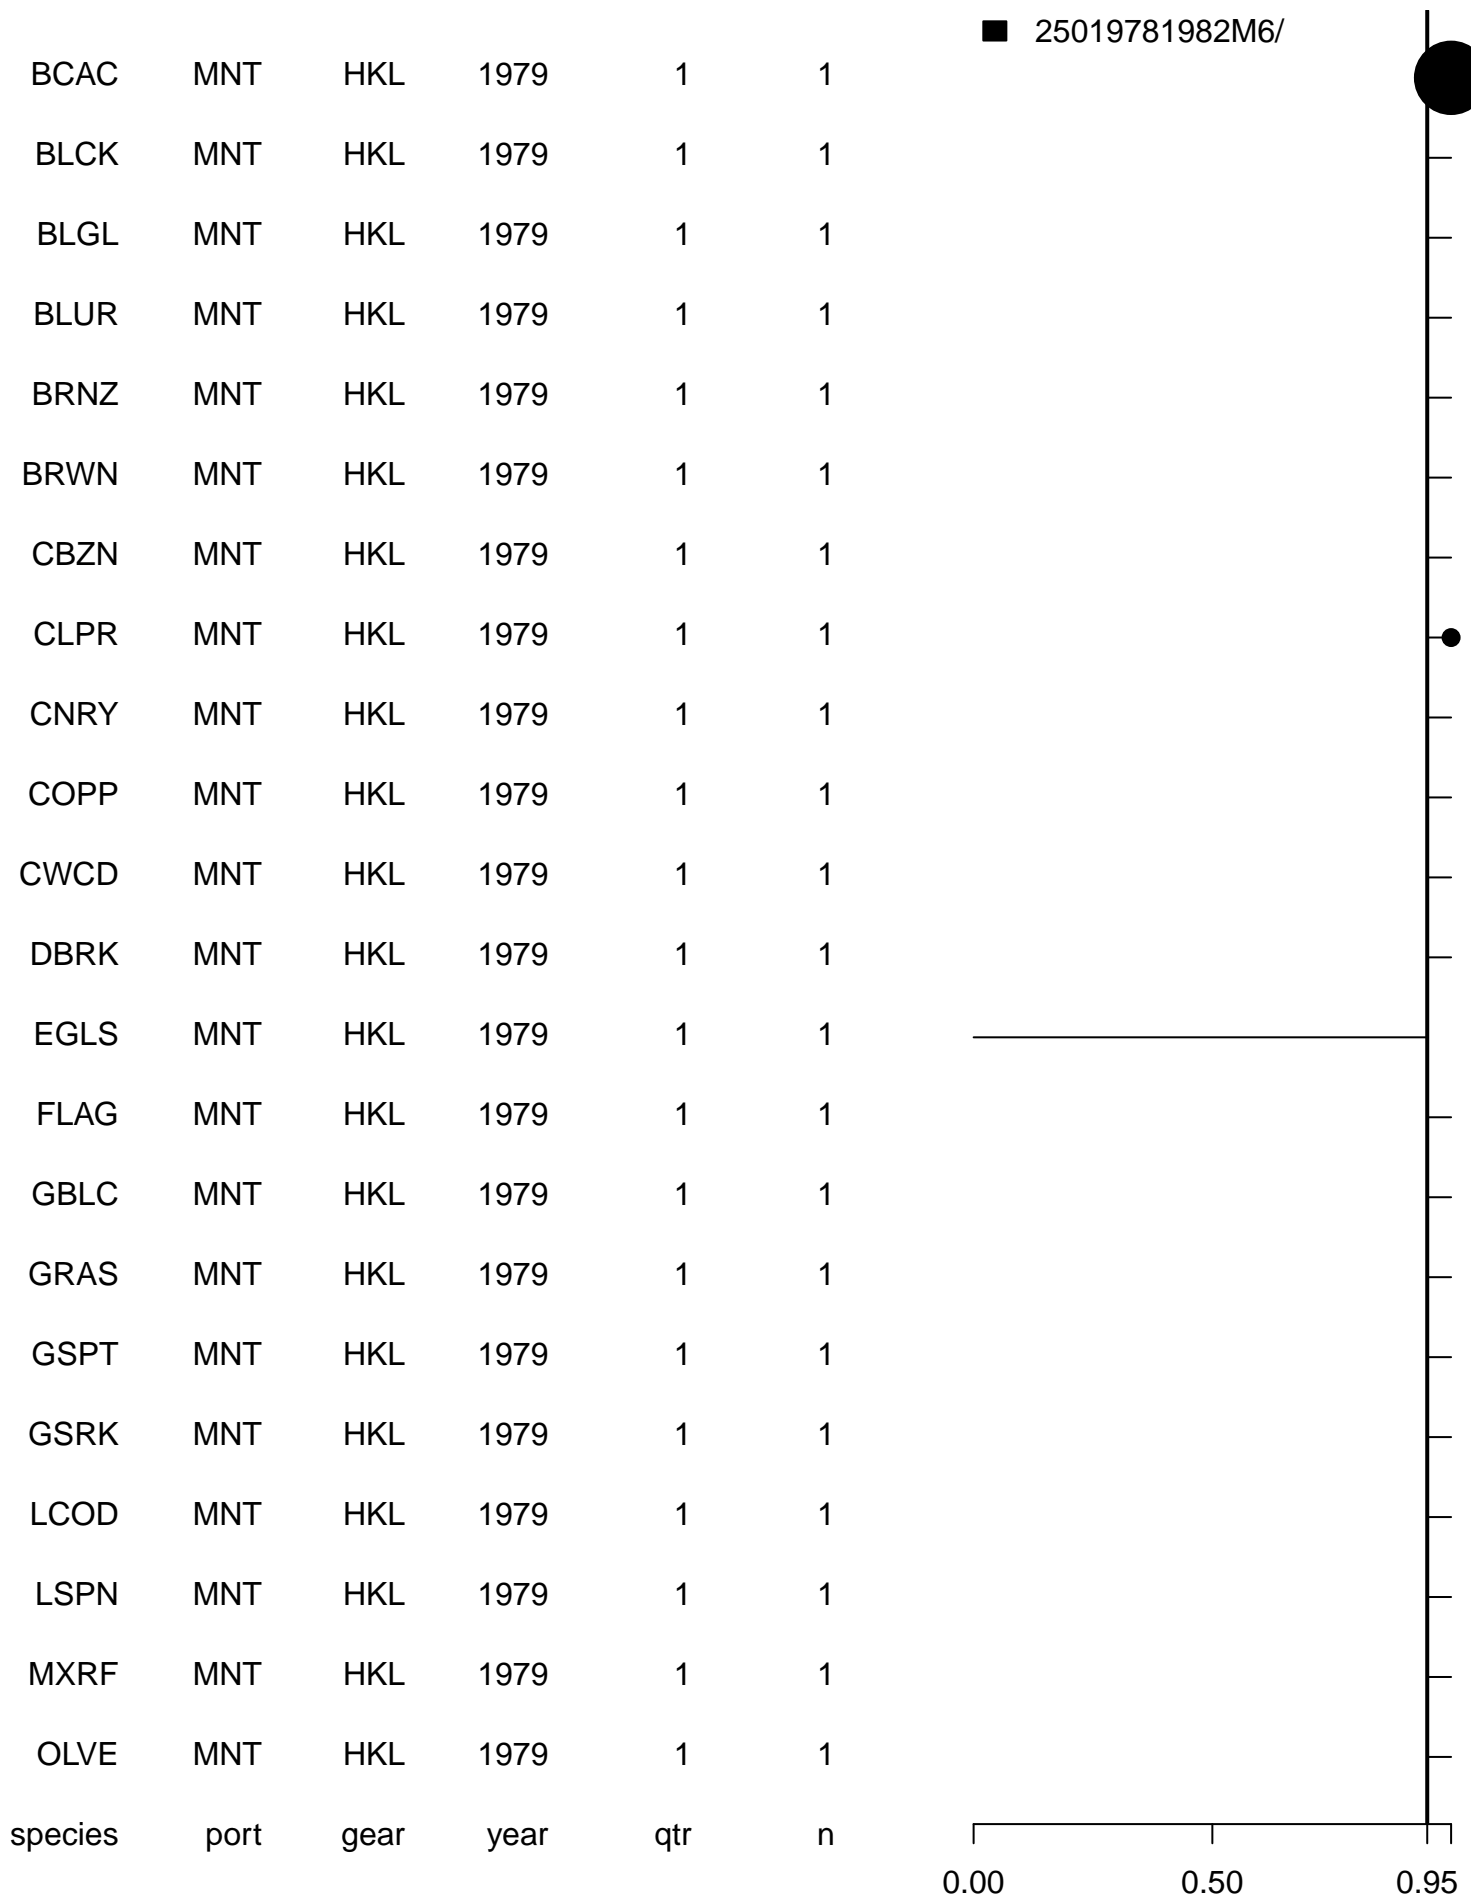 25019781982M6/
BCAC MNT HKL 1979 1 1
BLCK MNT HKL 1979 1 1
BLGL MNT HKL 1979 1 1
BLUR MNT HKL 1979 1 1
BRNZ MNT HKL 1979 1 1
BRWN MNT HKL 1979 1 1
CBZN MNT HKL 1979 1 1
CLPR MNT HKL 1979 1 1
CNRY MNT HKL 1979 1 1
COPP MNT HKL 1979 1 1
CWCD MNT HKL 1979 1 1
DBRK MNT HKL 1979 1 1
EGLS MNT HKL 1979 1 1
FLAG MNT HKL 1979 1 1
GBLC MNT HKL 1979 1 1
GRAS MNT HKL 1979 1 1
GSPT MNT HKL 1979 1 1
GSRK MNT HKL 1979 1 1
LCOD MNT HKL 1979 1 1
LSPN MNT HKL 1979 1 1
MXRF MNT HKL 1979 1 1
OLVE MNT HKL 1979 1 1
species port gear year qtr n
0.00 0.50 0.95